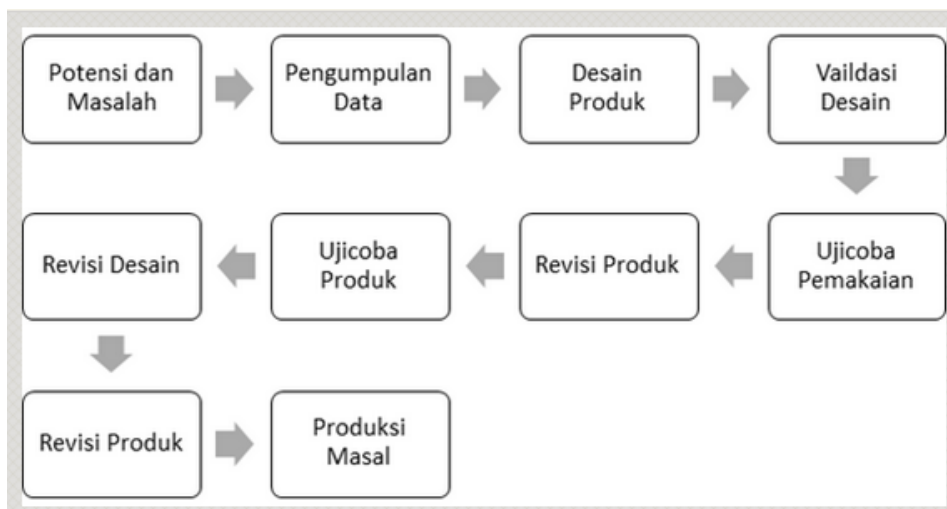 Potensi dan
Masalah
Pengumpulan
Data
Desain
Produk
Vaildasi
Desain
Ujicoba
Pemakaian
Revisi Produk
Ujicoba
Produk
Revisi Desain
Revisi Produk
Produksi
Masal